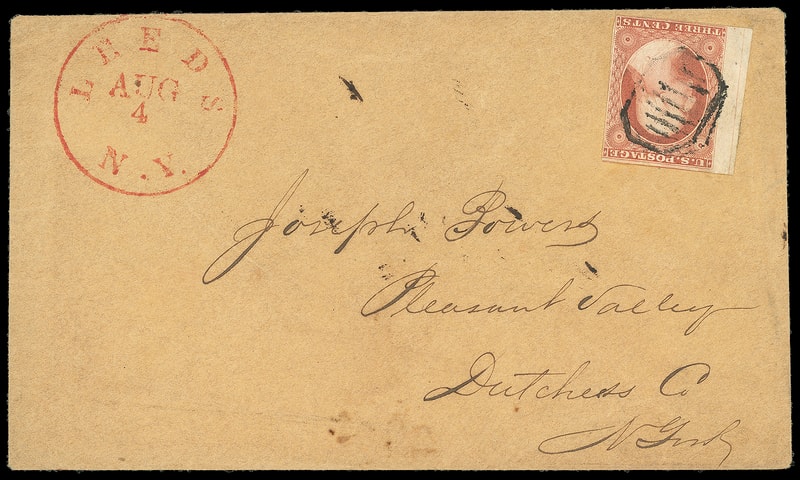 LEEDS
AUG
4
N.Y.
THREE CENTS
U.S. POSTAGE
Joseph Powers
Pleasant Valley
Dutchess Co
N York